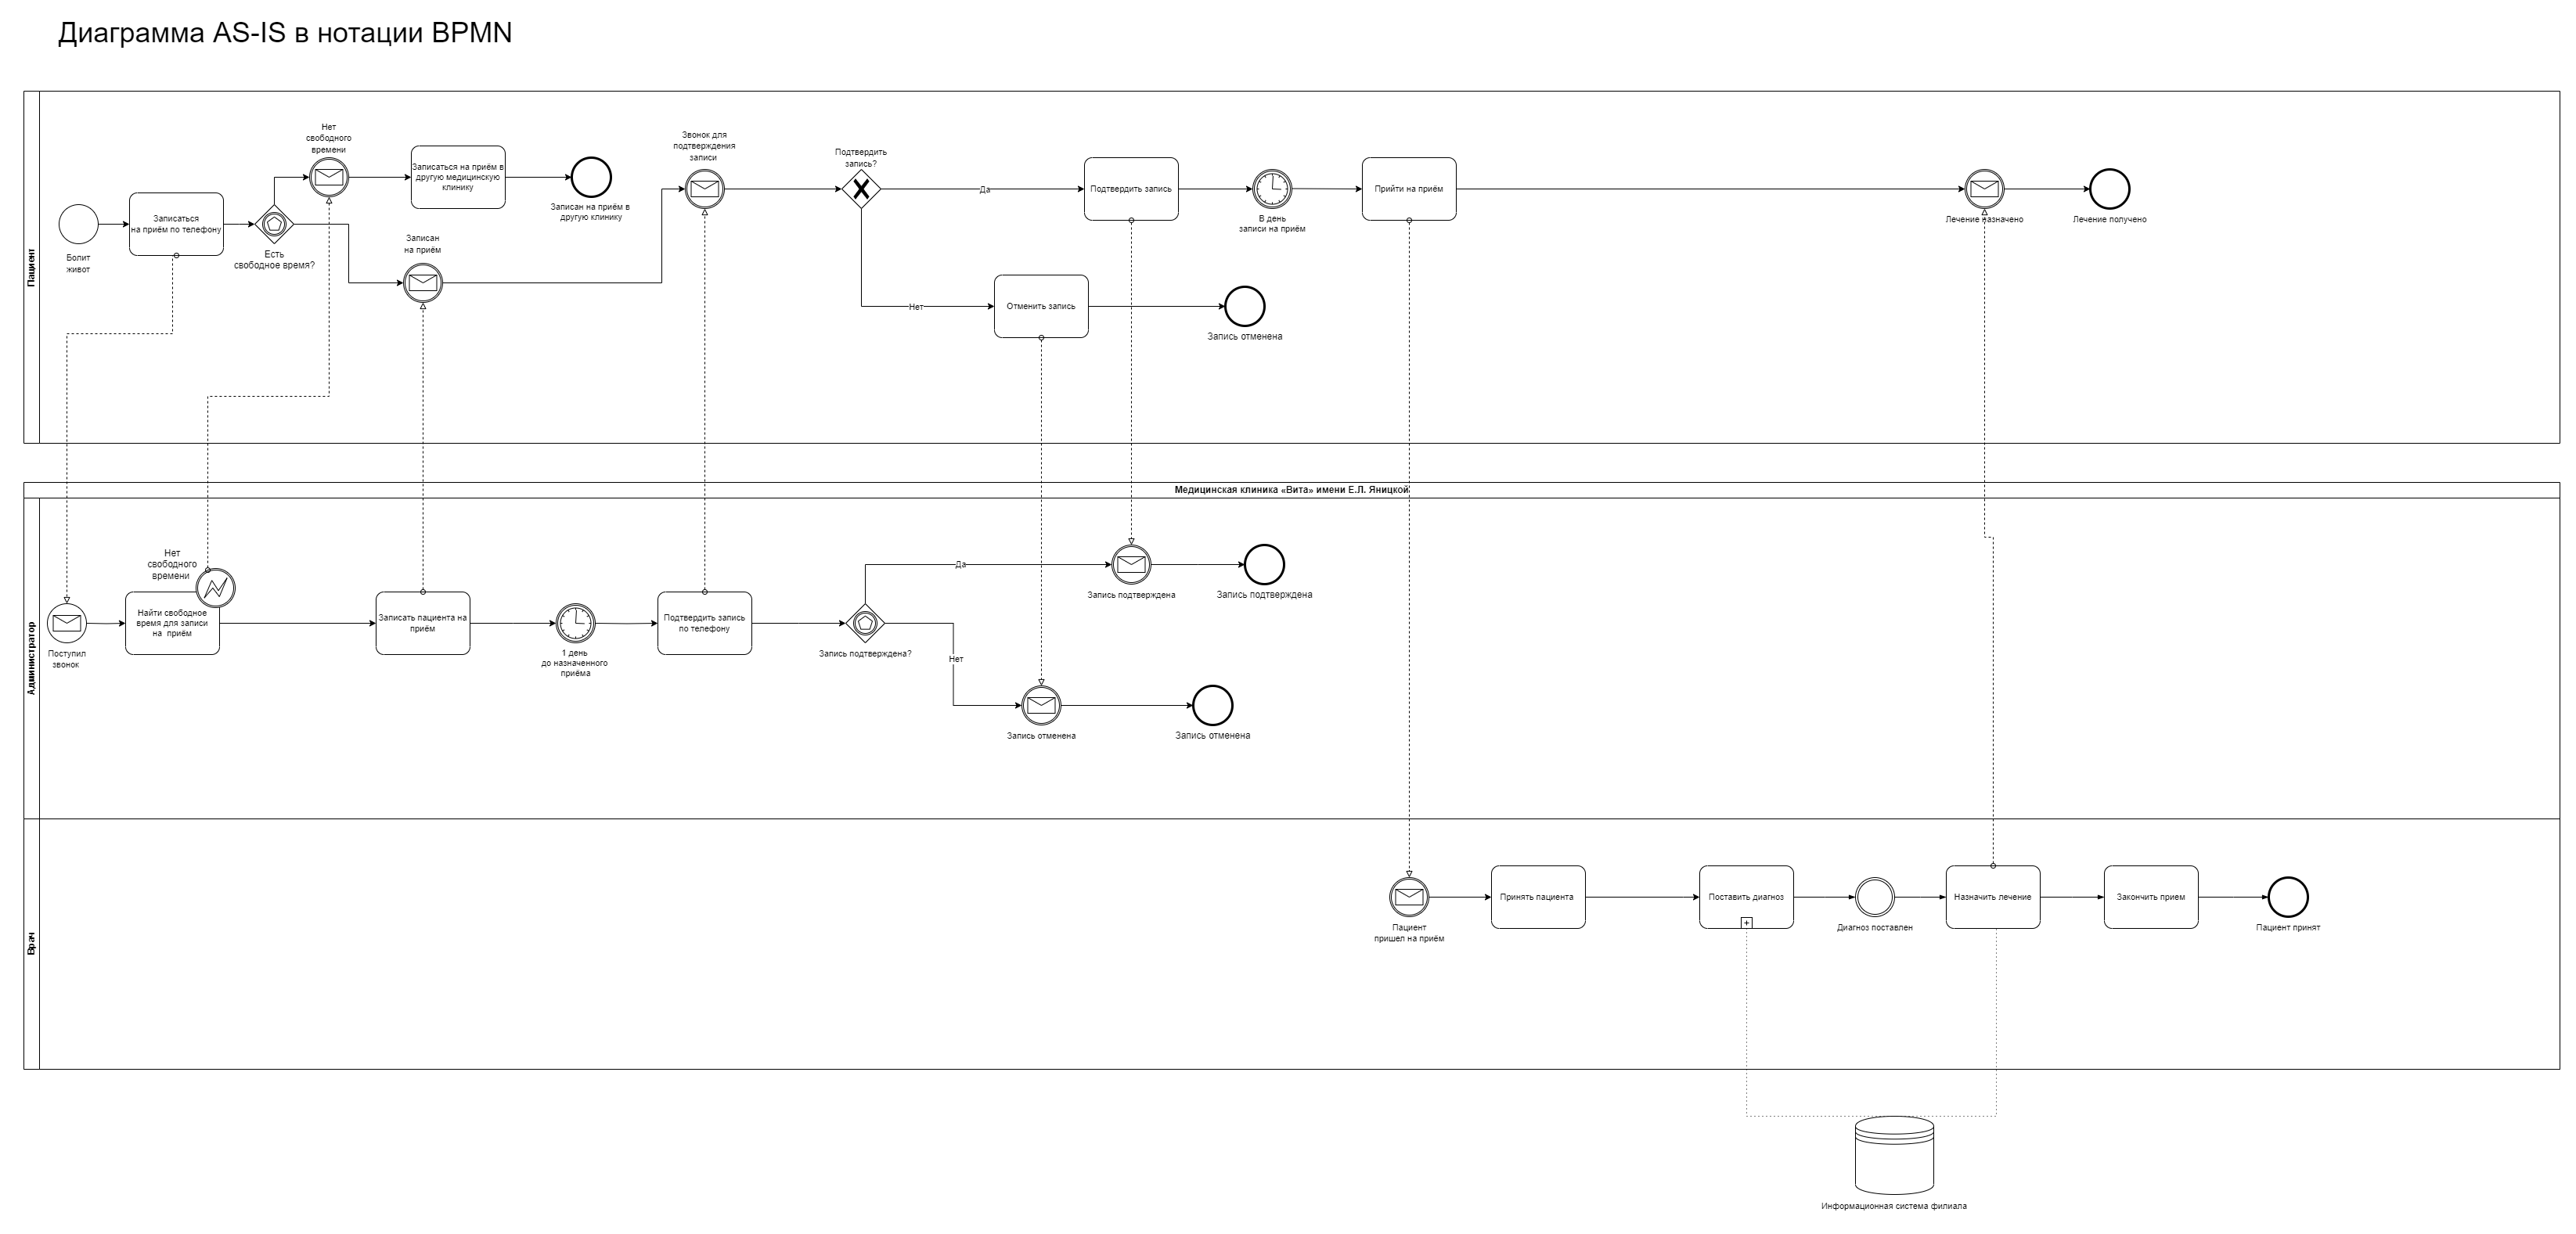 Диаграмма AS-IS в нотации BPMN
Пациент
Болит
живот
Записаться
на приём по телефону
Есть
свободное время?
Нет
свободного
времени
Записаться на приём в
другую медицинскую
клинику
Записан на приём в
другую клинику
Записан
на приём
Звонок для
подтверждения
записи
Подтвердить
запись?
Да
Нет
Подтвердить запись
В день
записи на приём
Прийти на приём
Отменить запись
Запись отменена
Лечение назначено
Лечение получено
Медицинская клиника «Вита» имени Е.Л. Яницкой
Администратор
Поступил
звонок
Нет
свободного
времени
Найти свободное
время для записи
на приём
Записать пациента на
приём
1 день
до назначенного
приёма
Подтвердить запись
по телефону
Запись подтверждена?
Да
Нет
Запись подтверждена
Запись подтверждена
Запись отменена
Запись отменена
Врач
Пациент
пришел на приём
Принять пациента
Поставить диагноз
Диагноз поставлен
Назначить лечение
Закончить прием
Пациент принят
Информационная система филиала